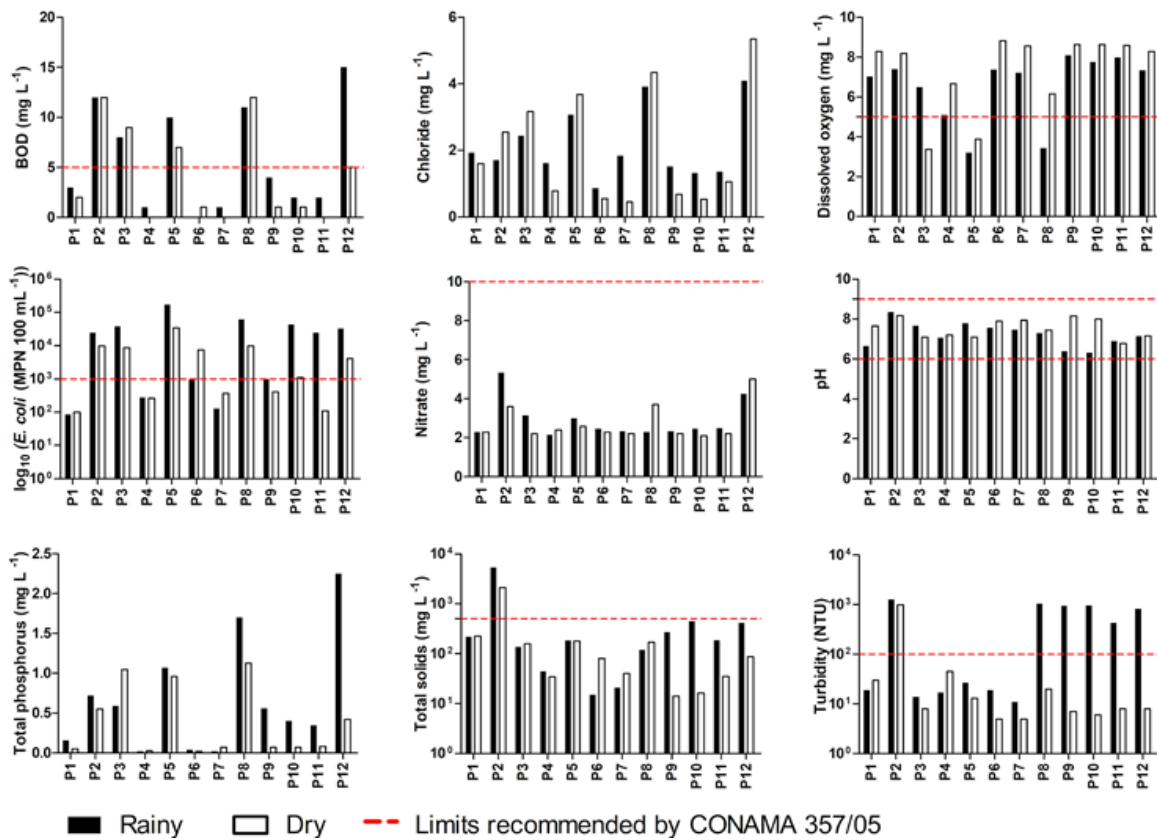 BOD (mg L⁻¹)
20
15
10
5
0
P1 P2 P3 P4 P5 P6 P7 P8 P9 P10 P11 P12
Chloride (mg L⁻¹)
6
4
2
0
P1 P2 P3 P4 P5 P6 P7 P8 P9 P10 P11 P12
Dissolved oxygen (mg L⁻¹)
10
8
6
4
2
0
P1 P2 P3 P4 P5 P6 P7 P8 P9 P10 P11 P12
log₁₀ (E. coli (MPN 100 mL⁻¹))
10⁶
10⁵
10⁴
10³
10²
10¹
10⁰
P1 P2 P3 P4 P5 P6 P7 P8 P9 P10 P11 P12
Nitrate (mg L⁻¹)
10
8
6
4
2
0
P1 P2 P3 P4 P5 P6 P7 P8 P9 P10 P11 P12
pH
10
8
6
4
2
0
P1 P2 P3 P4 P5 P6 P7 P8 P9 P10 P11 P12
Total phosphorus (mg L⁻¹)
2.5
2.0
1.5
1.0
0.5
0.0
P1 P2 P3 P4 P5 P6 P7 P8 P9 P10 P11 P12
Total solids (mg L⁻¹)
10⁴
10³
10²
10¹
10⁰
P1 P2 P3 P4 P5 P6 P7 P8 P9 P10 P11 P12
Turbidity (NTU)
10⁴
10³
10²
10¹
10⁰
P1 P2 P3 P4 P5 P6 P7 P8 P9 P10 P11 P12
Rainy Dry Limits recommended by CONAMA 357/05